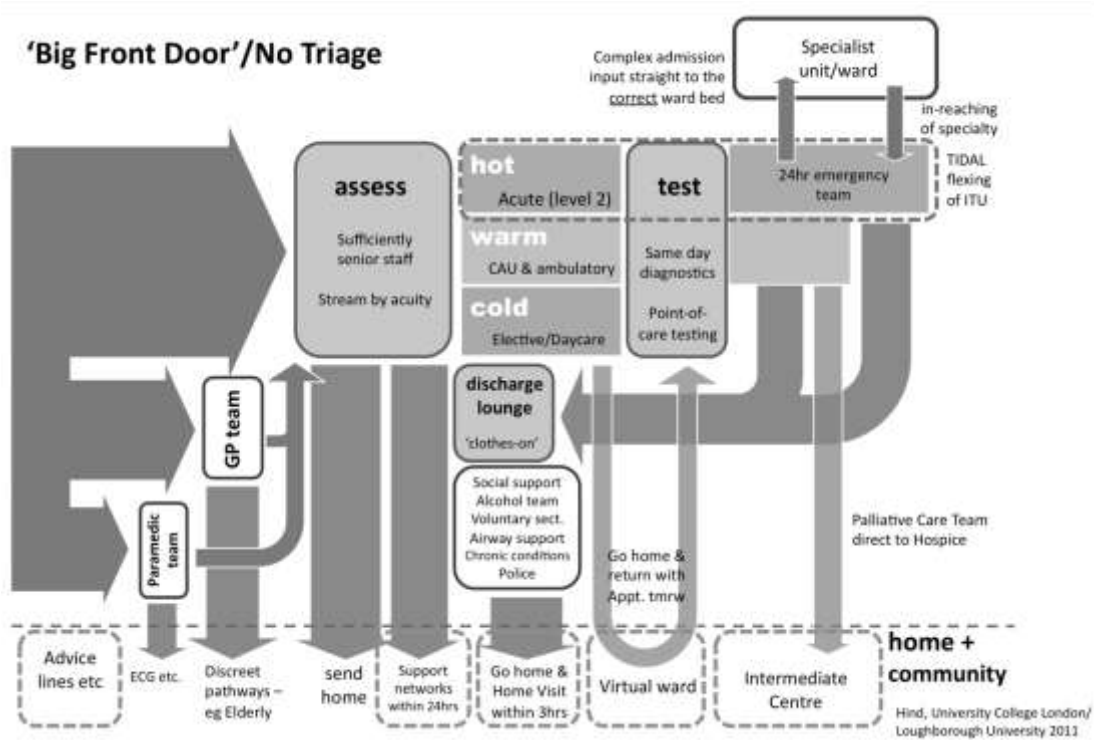 'Big Front Door'/No Triage
Complex admission
input straight to the
correct ward bed
Specialist
unit/ward
in-reaching
of specialty
TIDAL
flexing
of ITU
assess
Sufficiently
senior staff
Stream by acuity
hot
Acute (level 2)
warm
CAU & ambulatory
cold
Elective/Daycare
test
Same day
diagnostics
Point-of-
care testing
24hr emergency
team
GP team
Paramedic
team
discharge
lounge
'clothes-on'
Social support
Alcohol team
Voluntary sect.
Airway support
Chronic conditions
Police
Go home &
return with
Appt. tmrw
Palliative Care Team
direct to Hospice
home +
community
Advice
lines etc
ECG etc.
Discreet
pathways –
eg Elderly
send
home
Support
networks
within 24hrs
Go home &
Home Visit
within 3hrs
Virtual ward
Intermediate
Centre
Hind, University College London/
Loughborough University 2011